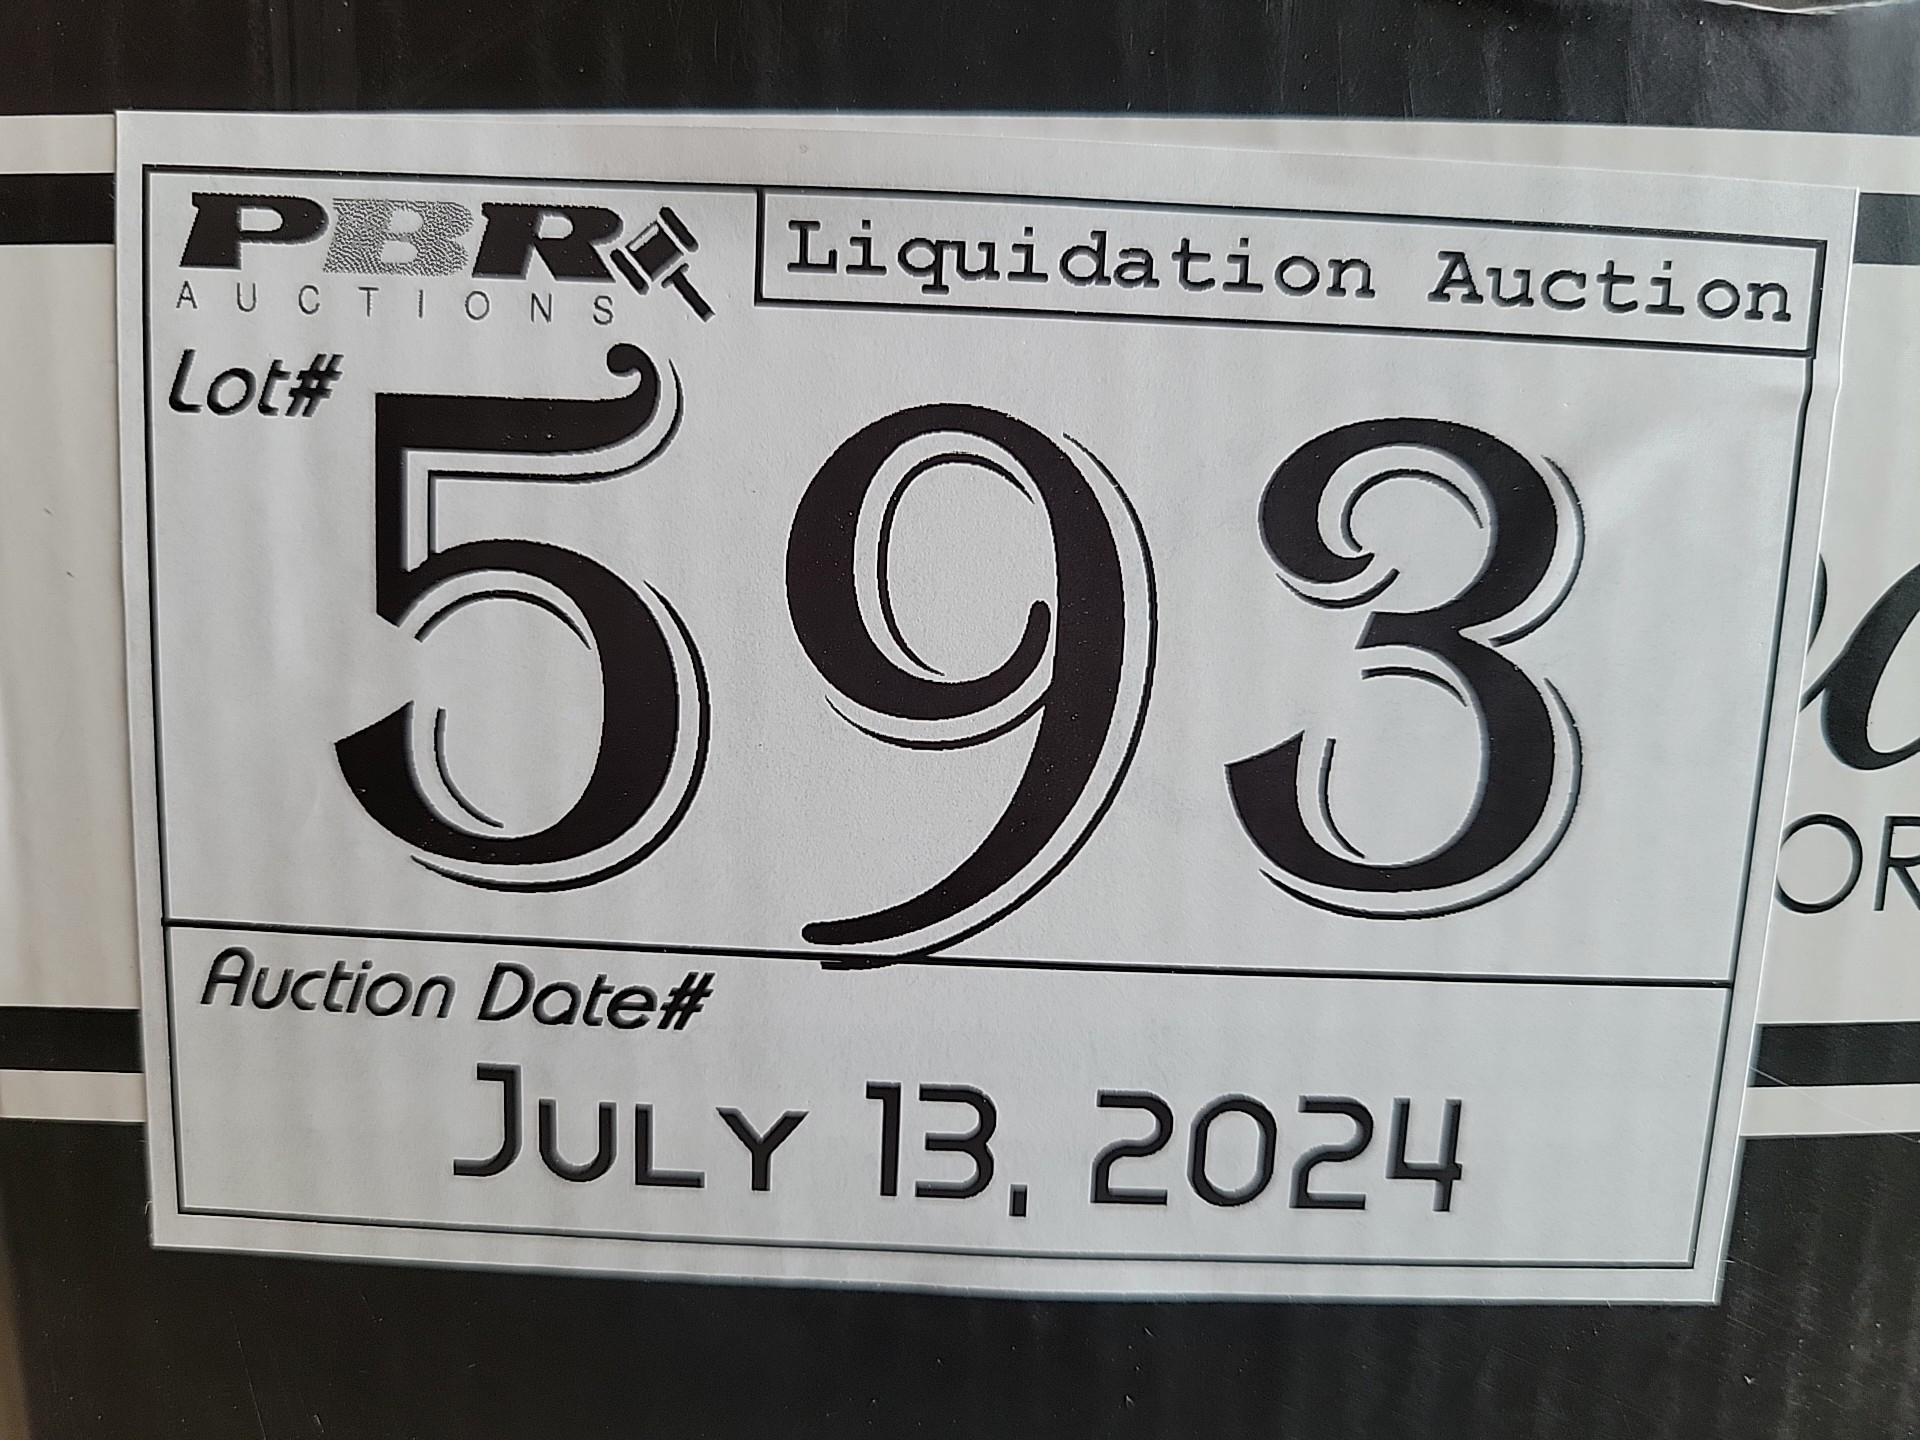 PBR
AUCTIONS
Liquidation Auction
Lot#
593
Auction Date#
JULY 13, 2024
OR